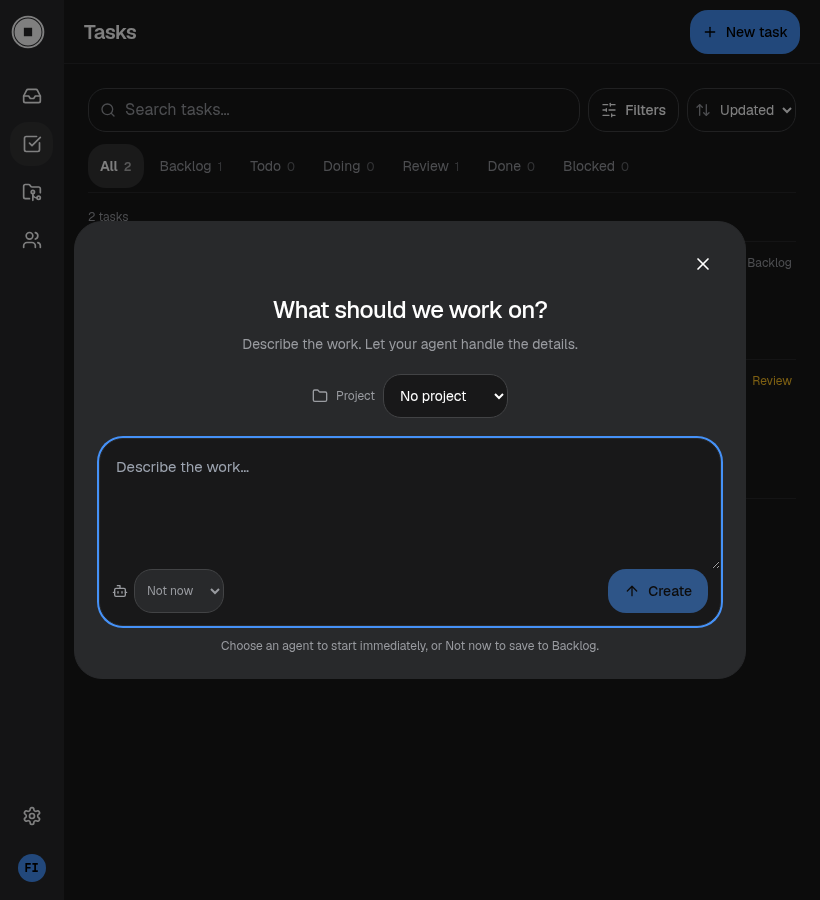 Tasks
New task
Search tasks...
Filters
Updated
All 2
Backlog 1
Todo 0
Doing 0
Review 1
Done 0
Blocked 0
2 tasks
Backlog
What should we work on?
Describe the work. Let your agent handle the details.
Project
No project
Review
Describe the work...
Not now
Create
Choose an agent to start immediately, or Not now to save to Backlog.
FI